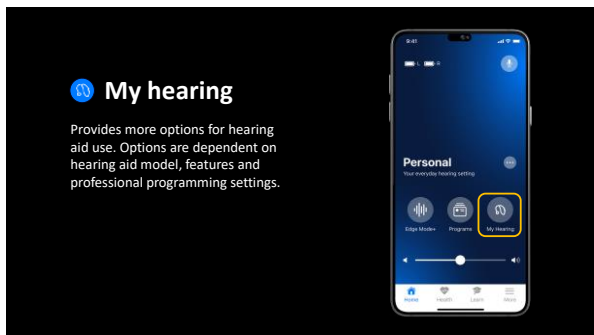 My hearing
Provides more options for hearing
aid use. Options are dependent on
hearing aid model, features and
professional programming settings.
9:41
L R
Personal
Your everyday hearing setting
Edge Mode+ Programs My Hearing
Home Health Learn More